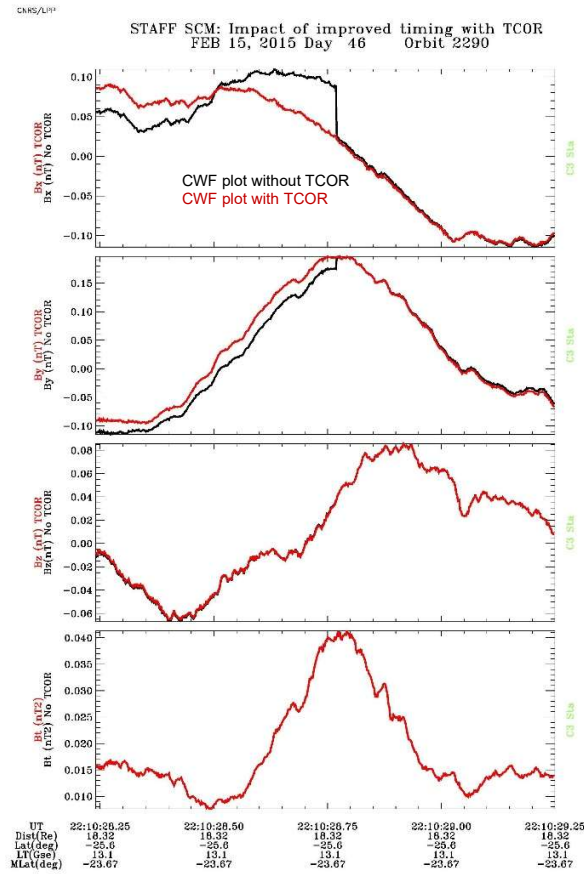 CNRS/LPP
STAFF SCM: Impact of improved timing with TCOR
FEB 15, 2015 Day 46 Orbit 2290
0.10
0.05
0.00
-0.05
-0.10
Bx (nT) TCOR
Bx (nT) No TCOR
CWF plot without TCOR
CWF plot with TCOR
C3 Sta
0.15
0.10
0.05
0.00
-0.05
-0.10
By (nT) TCOR
By (nT) No TCOR
C3 Sta
0.08
0.06
0.04
0.02
0.00
-0.02
-0.04
-0.06
Bz (nT) TCOR
Bz(nT) No TCOR
C3 Sta
0.040
0.035
0.030
0.025
0.020
0.015
0.010
Bt (nT2)
Bt (nT2) No TCOR
C3 Sta
UT 22:10:28.25 22:10:28.50 22:10:28.75 22:10:29.00 22:10:29.25
Dist(Re) 18.32 18.32 18.32 18.32 18.32
Lat(deg) -25.6 -25.6 -25.6 -25.6 -25.6
LT(Gse) 13.1 13.1 13.1 13.1 13.1
MLat(deg) -23.67 -23.67 -23.67 -23.67 -23.67